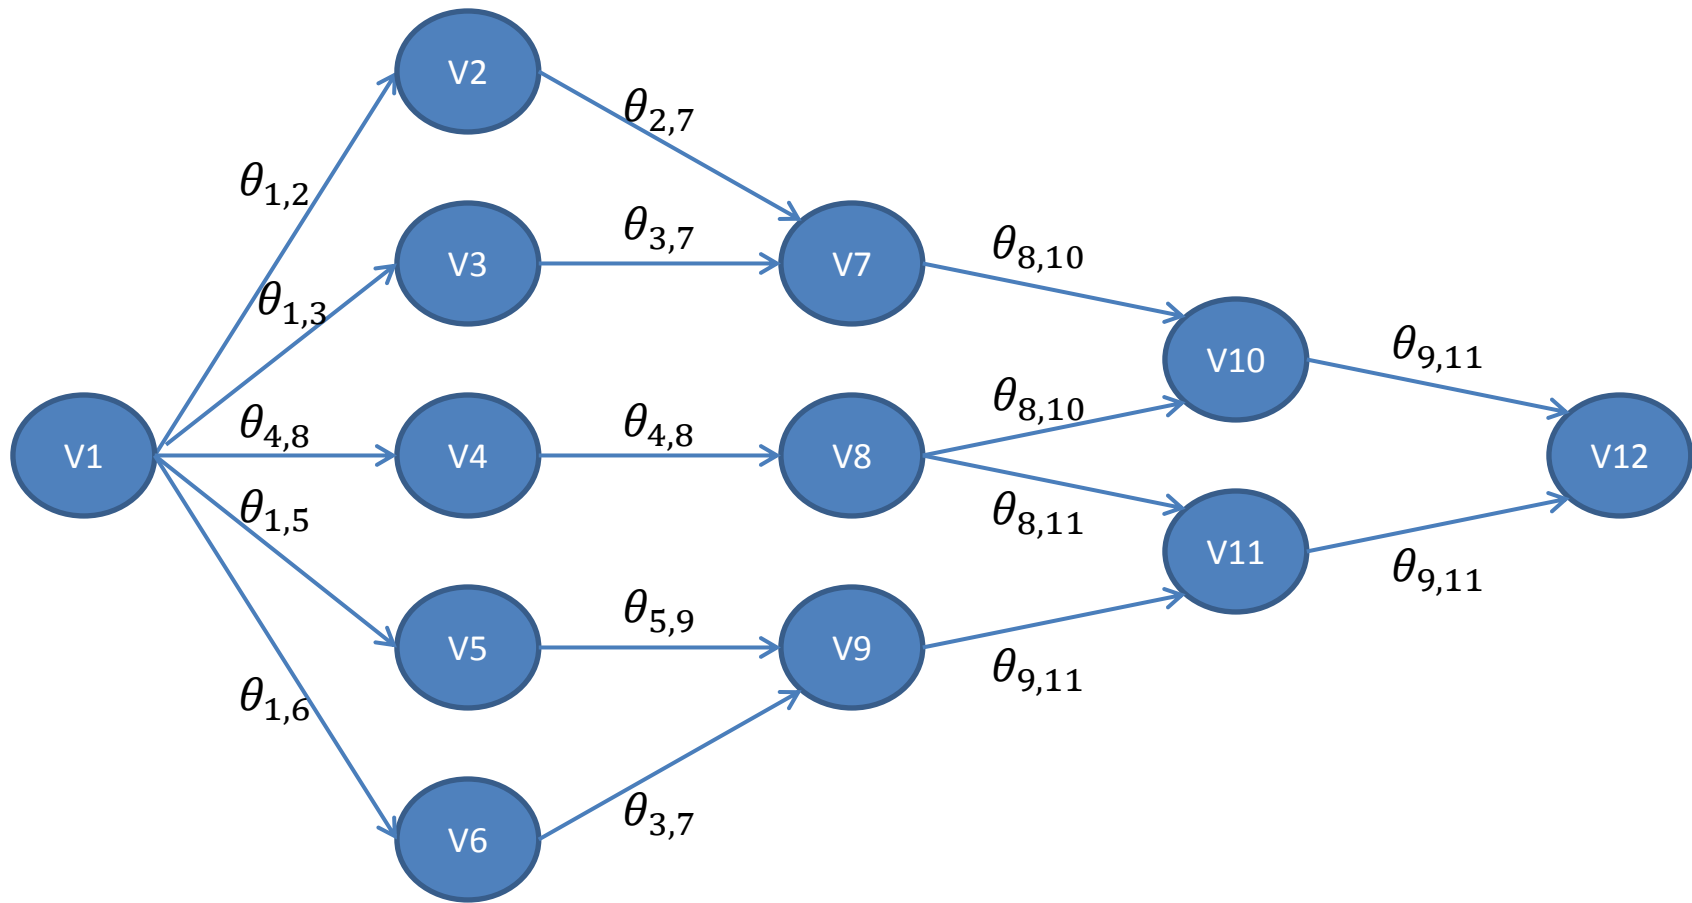 V2
θ2,7
θ1,2
V3
θ3,7
V7
θ8,10
θ1,3
V10
θ9,11
θ8,10
V1
θ4,8
V4
θ4,8
V8
V12
θ1,5
θ8,11
V11
θ9,11
θ5,9
V5
V9
θ9,11
θ1,6
θ3,7
V6